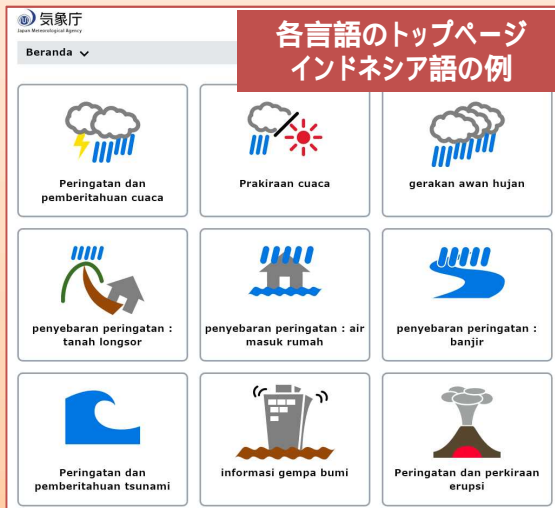 気象庁
Japan Meteorological Agency
各言語のトップページ
インドネシア語の例
Beranda
Peringatan dan
pemberitahuan cuaca
Prakiraan cuaca
gerakan awan hujan
penyebaran peringatan :
tanah longsor
penyebaran peringatan : air
masuk rumah
penyebaran peringatan :
banjir
Peringatan dan
pemberitahuan tsunami
informasi gempa bumi
Peringatan dan perkiraan
erupsi